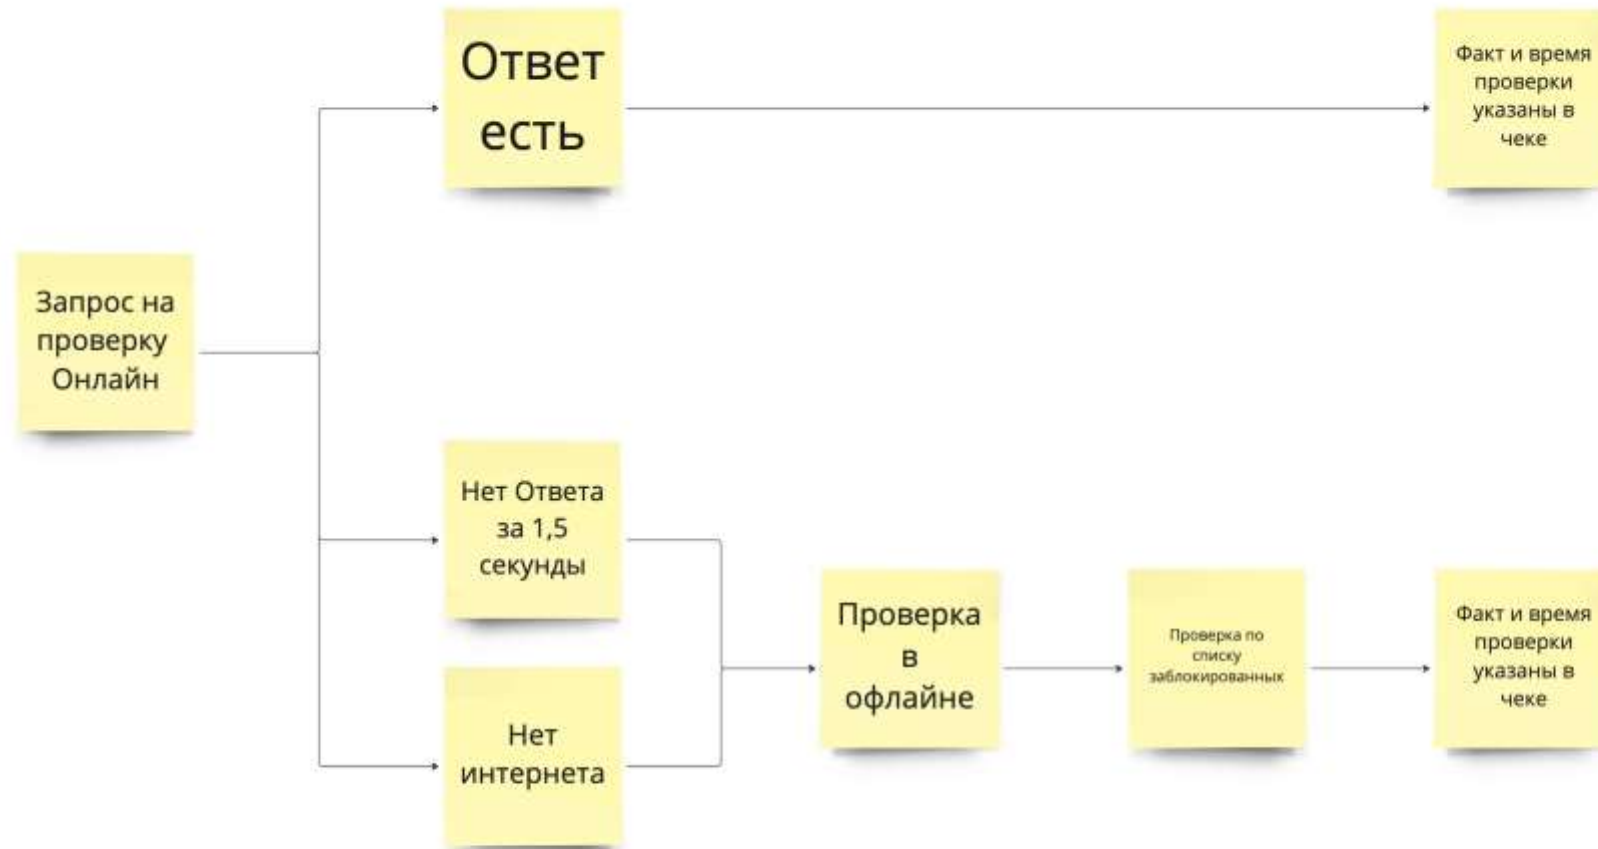 Ответ
есть
Факт и время
проверки
указаны в
чеке
Запрос на
проверку
Онлайн
Нет Ответа
за 1,5
секунды
Проверка
в
офлайне
Проверка по
списку
заблокированных
Факт и время
проверки
указаны в
чеке
Нет
интернета